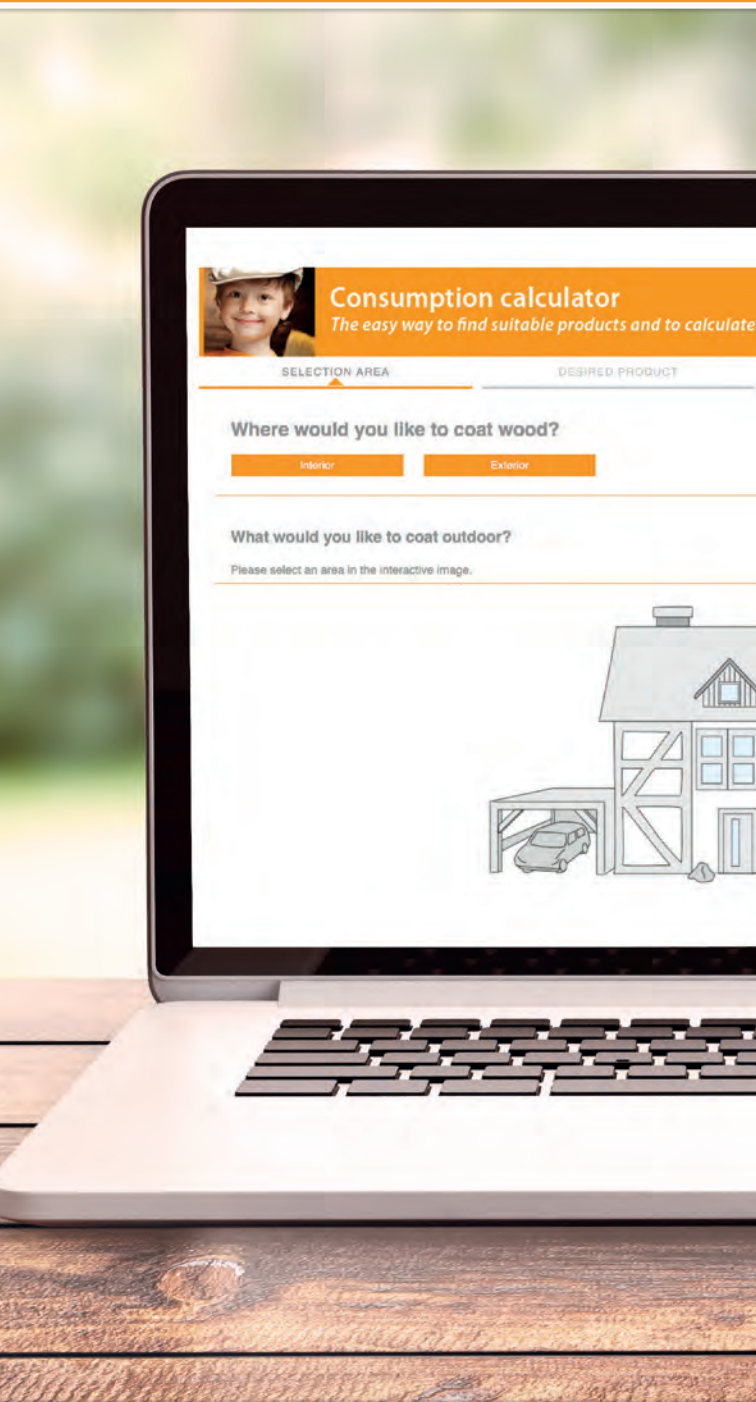 Consumption calculator
The easy way to find suitable products and to calculate
SELECTION AREA
DESIRED PRODUCT
Where would you like to coat wood?
Interior
Exterior
What would you like to coat outdoor?
Please select an area in the interactive image.